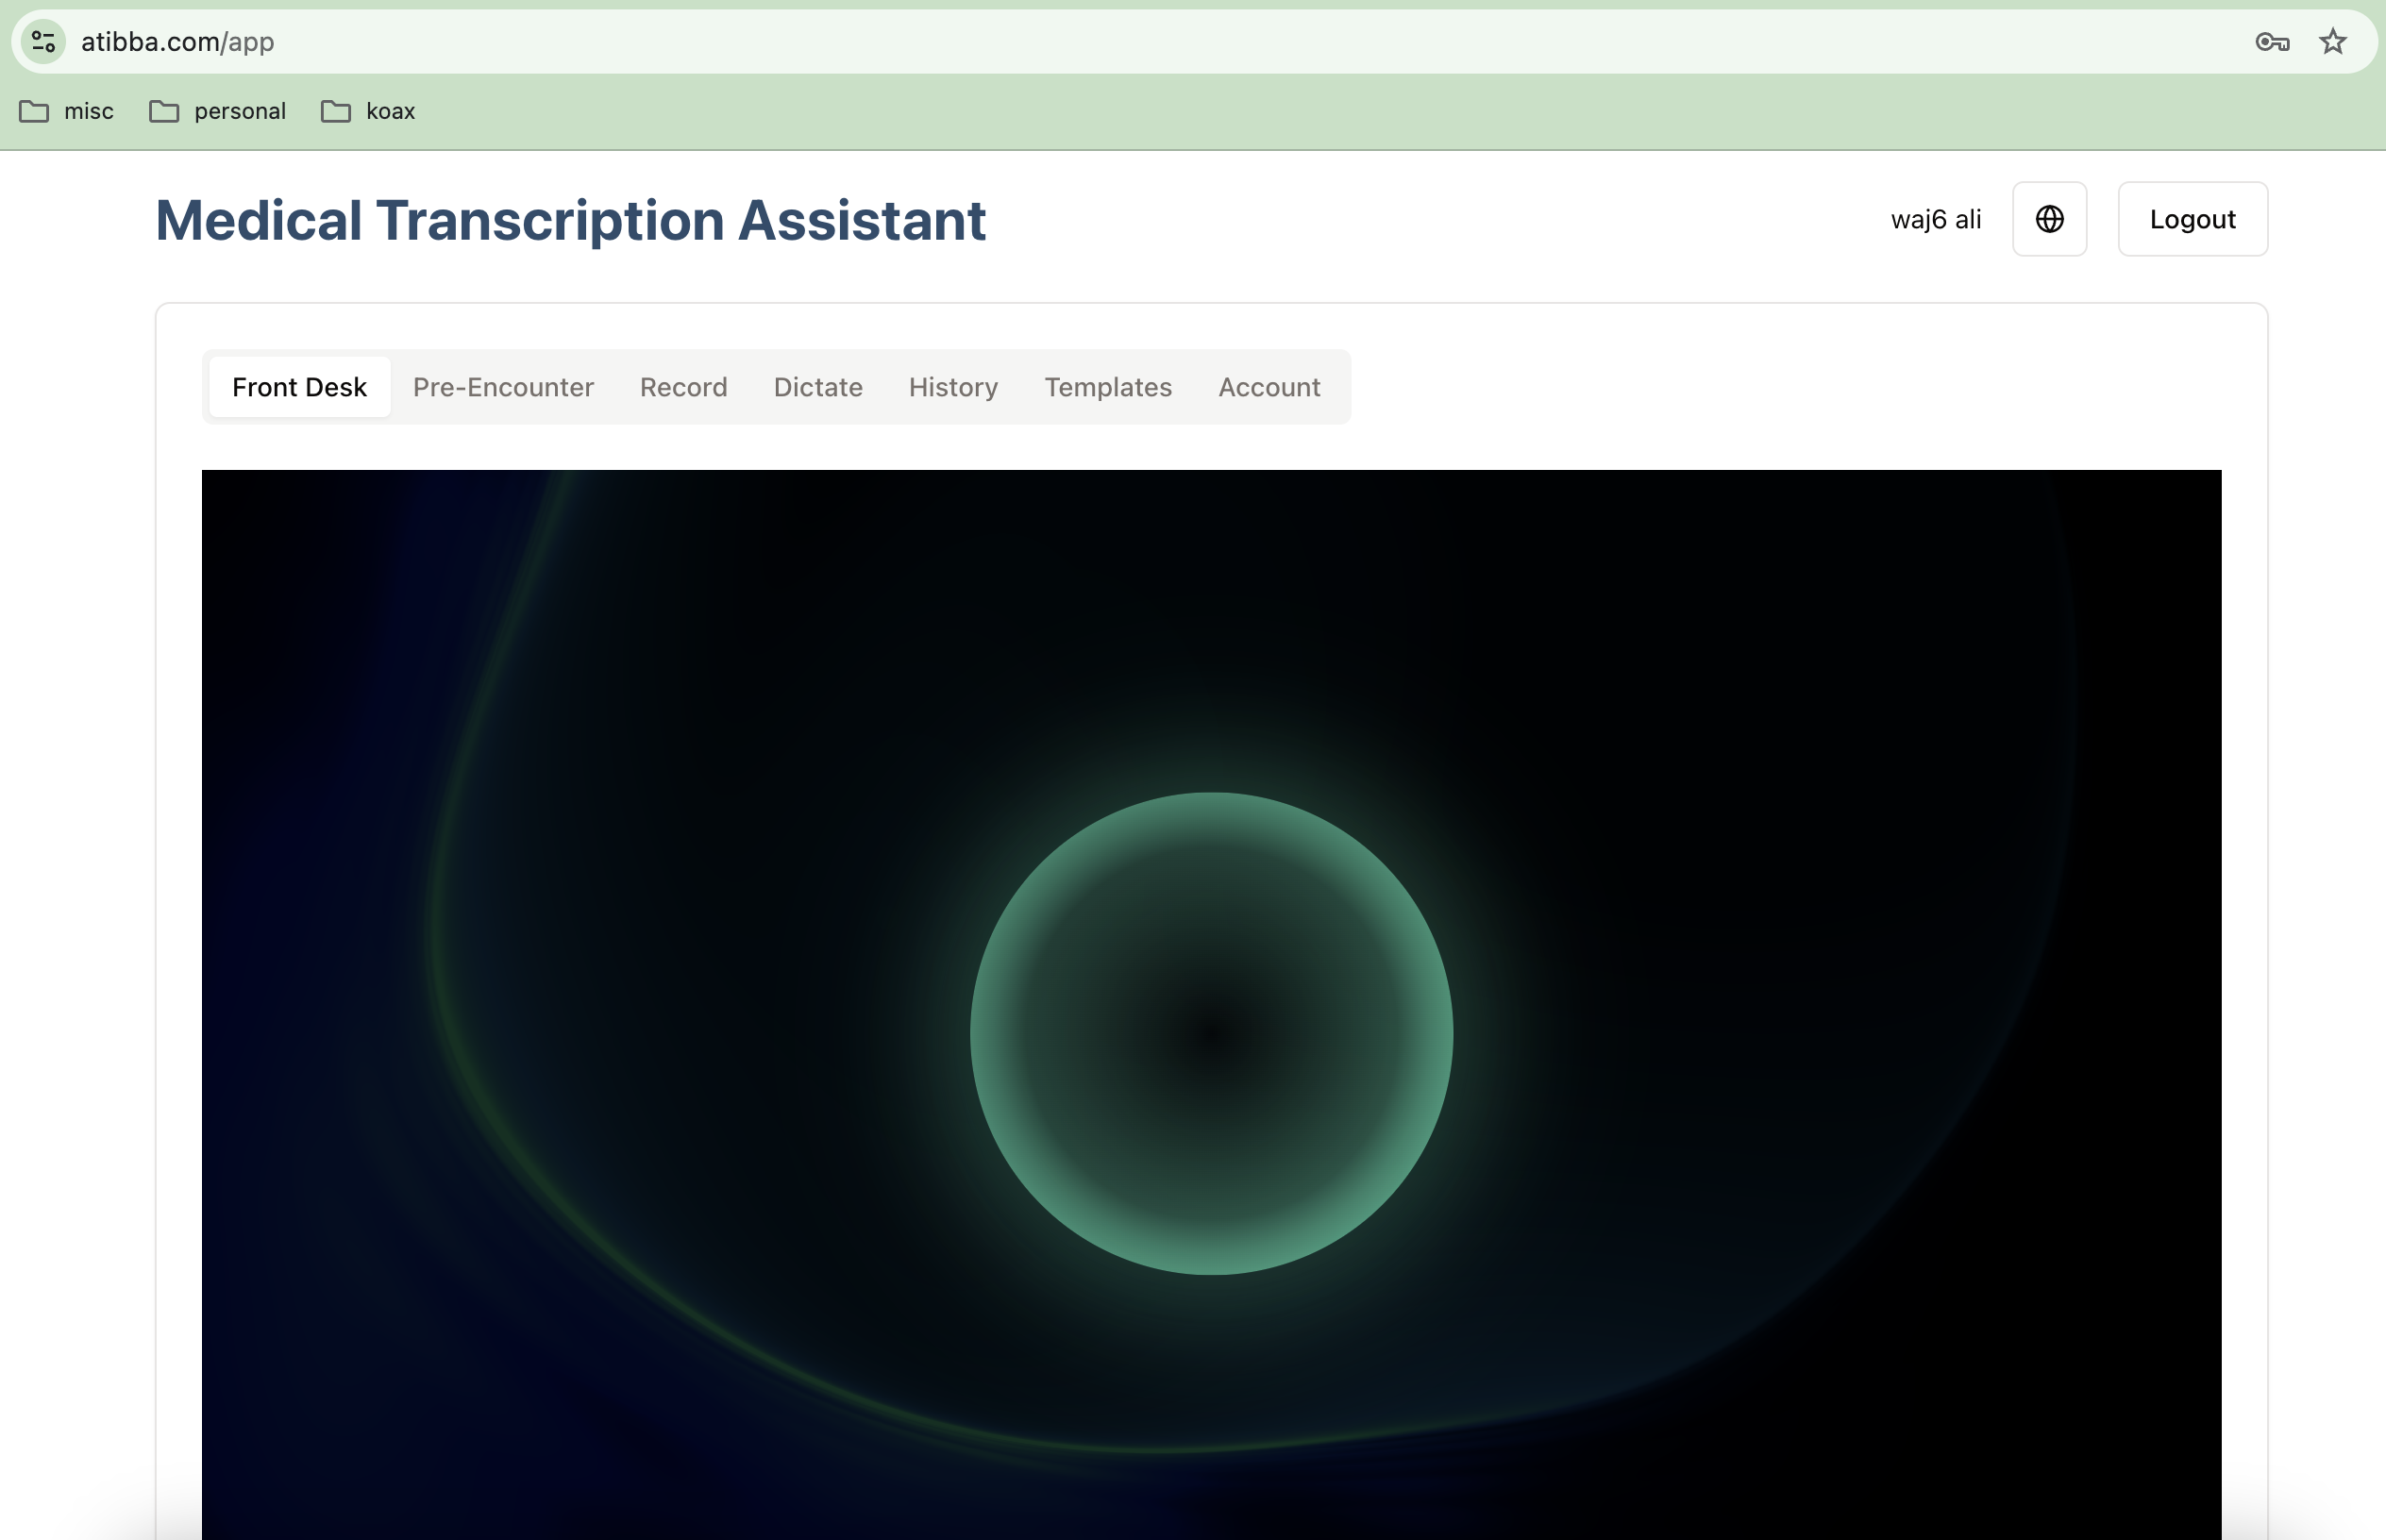 atibba.com/app
misc personal koax
Medical Transcription Assistant waj6 ali Logout
Front Desk Pre-Encounter Record Dictate History Templates Account